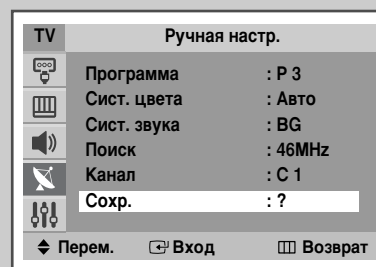 TV Ручная настр.
Программа : P 3
Сист. цвета : Авто
Сист. звука : BG
Поиск : 46MHz
Канал : C 1
Сохр. : ?
Перем. Вход Возврат